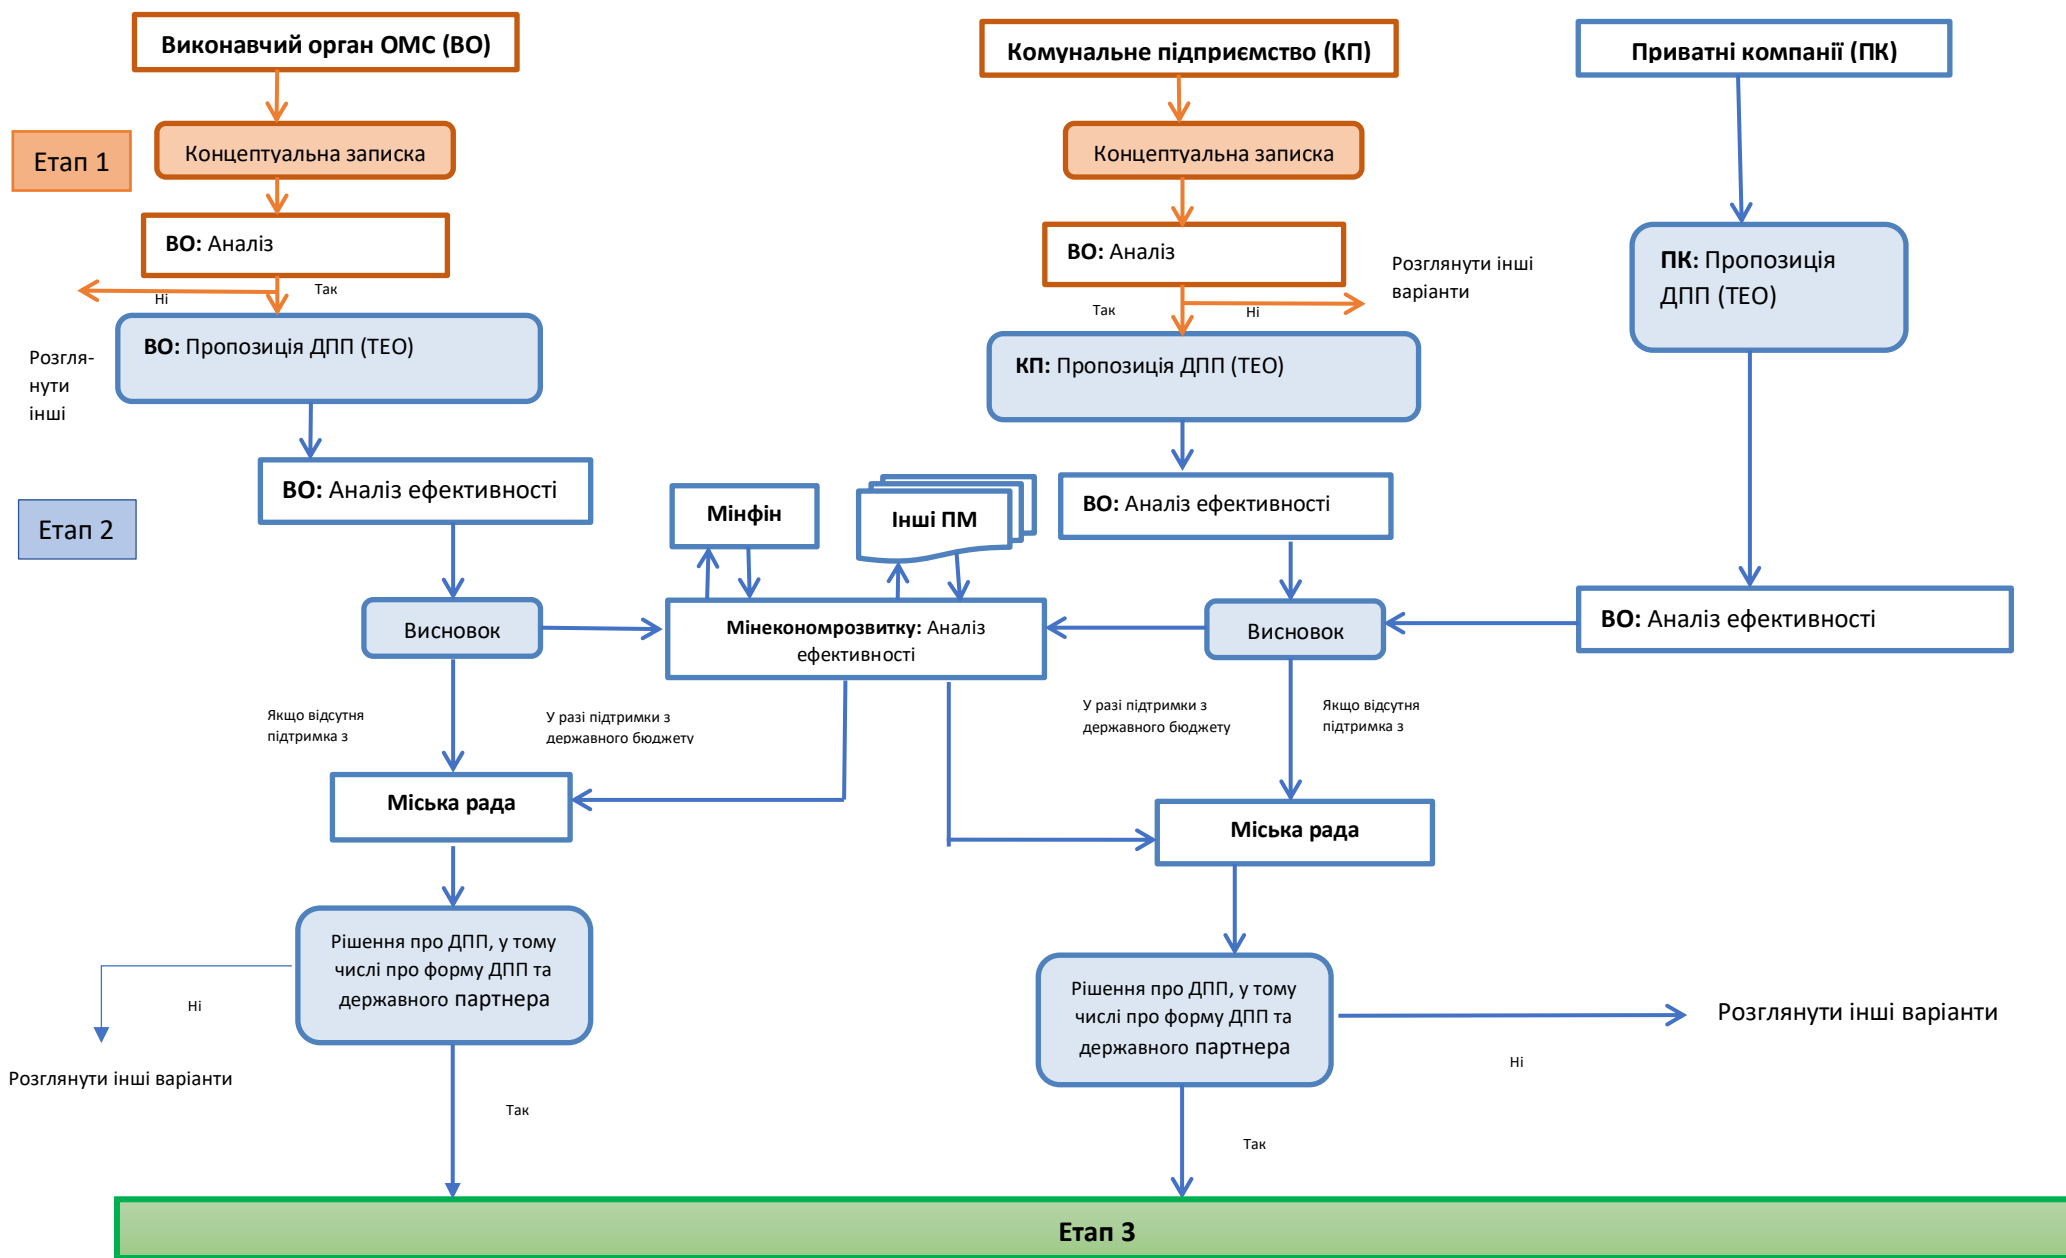 Виконавчий орган ОМС (ВО)
Комунальне підприємство (КП)
Приватні компанії (ПК)
Етап 1
Концептуальна записка
Концептуальна записка
ВО: Аналіз
ВО: Аналіз
Розглянути інші
варіанти
ПК: Пропозиція
ДПП (ТЕО)
Ні
Так
Так
Ні
Розгля-
нути
інші
ВО: Пропозиція ДПП (ТЕО)
КП: Пропозиція ДПП (ТЕО)
Етап 2
ВО: Аналіз ефективності
Мінфін
Інші ПМ
ВО: Аналіз ефективності
Висновок
Мінекономрозвитку: Аналіз
ефективності
Висновок
ВО: Аналіз ефективності
Якщо відсутня
підтримка з
У разі підтримки з
державного бюджету
У разі підтримки з
державного бюджету
Якщо відсутня
підтримка з
Міська рада
Міська рада
Рішення про ДПП, у тому
числі про форму ДПП та
державного партнера
Рішення про ДПП, у тому
числі про форму ДПП та
державного партнера
Ні
Розглянути інші варіанти
Розглянути інші варіанти
Ні
Так
Так
Етап 3